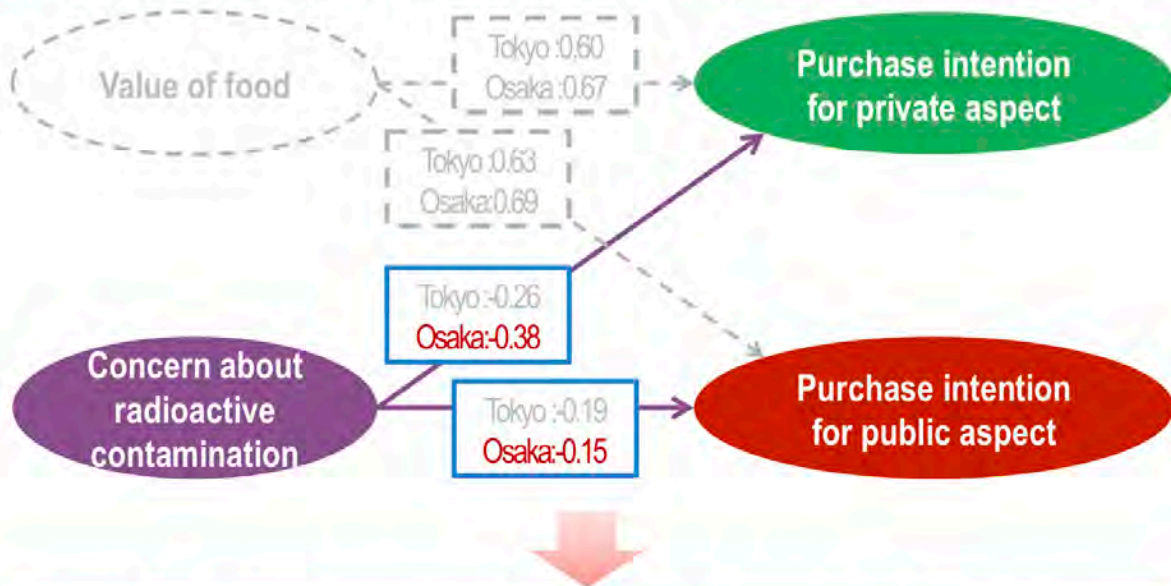 Value of food
Tokyo :0.60
Osaka :0.67
Purchase intention
for private aspect
Tokyo :0.63
Osaka:0.69
Tokyo :-0.26
Osaka:-0.38
Concern about
radioactive
contamination
Tokyo :-0.19
Osaka:-0.15
Purchase intention
for public aspect